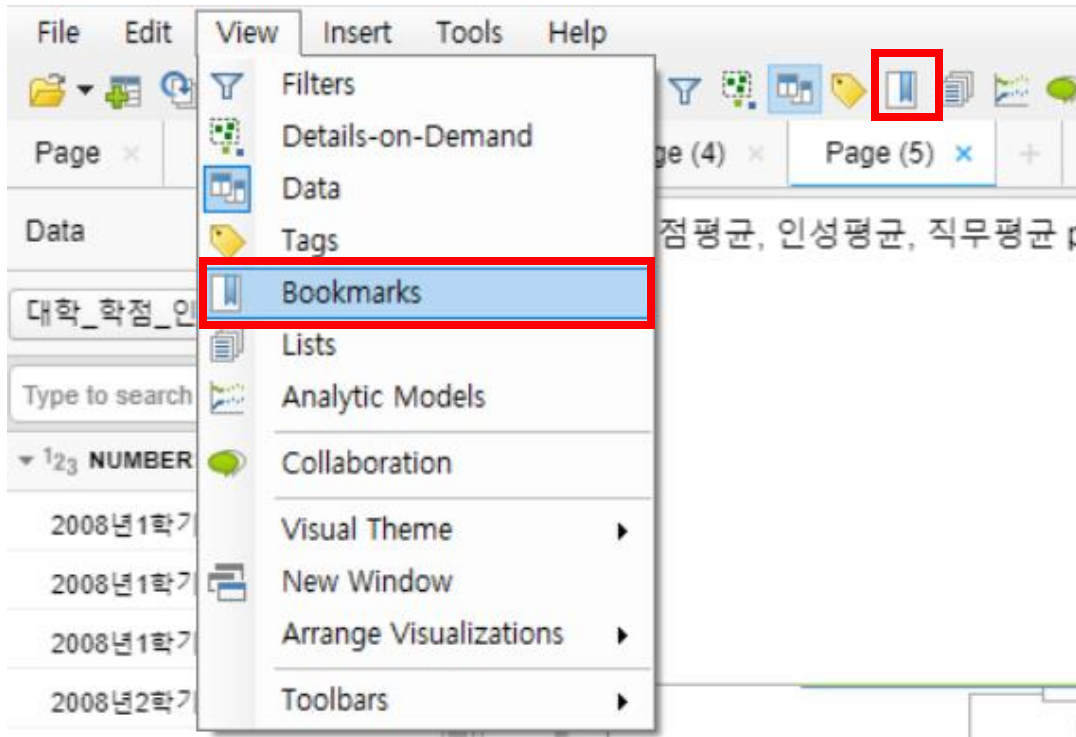 File Edit View Insert Tools Help
Filters
Details-on-Demand
Data
Tags
Bookmarks
Lists
Analytic Models
Collaboration
Visual Theme
New Window
Arrange Visualizations
Toolbars
Page (4) Page (5)
Page
Data
점평균, 인성평균, 직무평균 p
대학_학점_인
Type to search
123 NUMBER
2008년1학기
2008년1학기
2008년1학기
2008년2학기